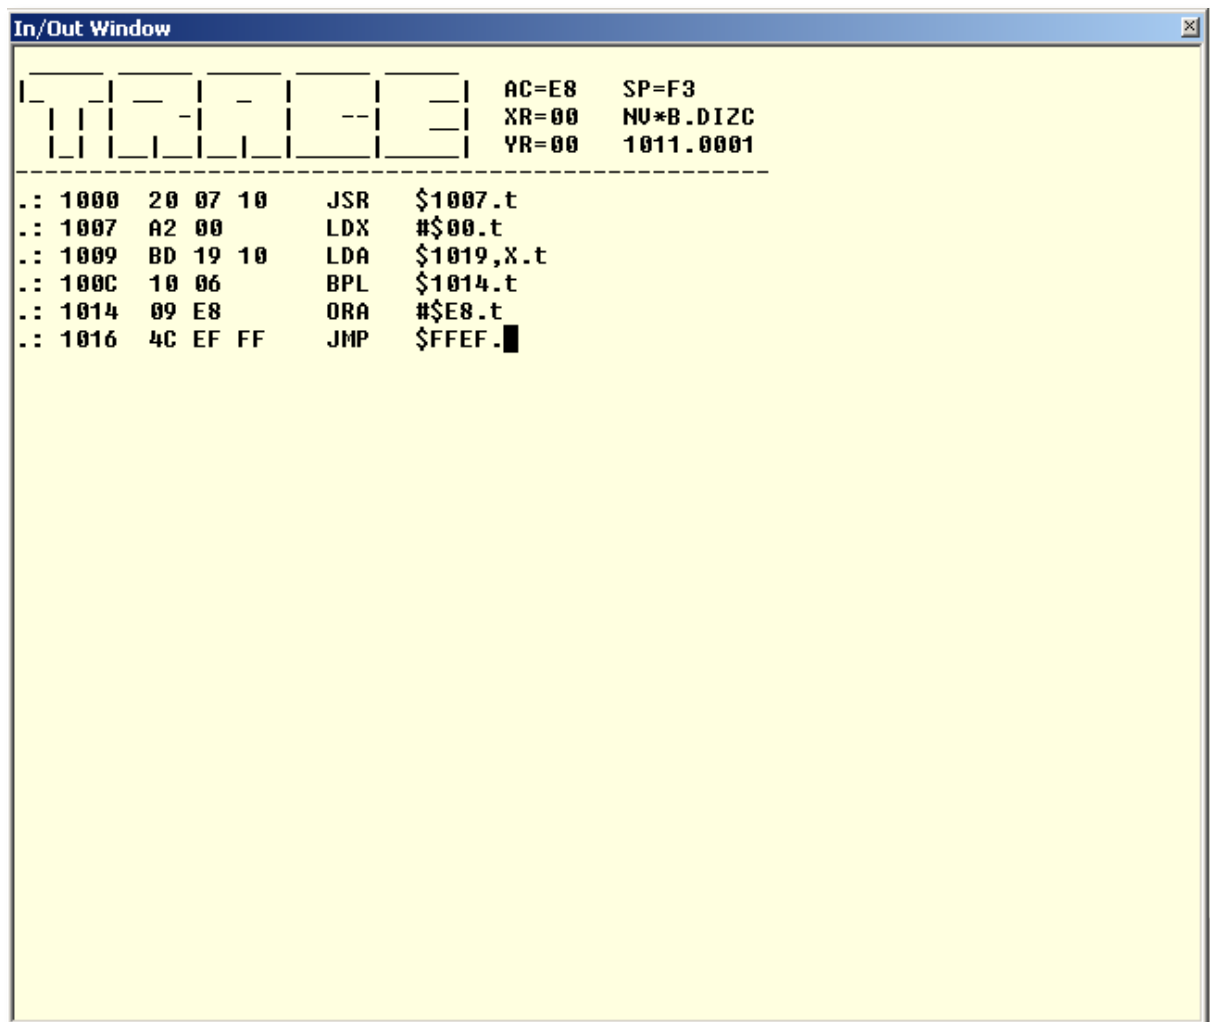 In/Out Window
TRACE
AC=E8 SP=F3
XR=00 NV*B.DIZC
YR=00 1011.0001
.: 1000 20 07 10 JSR $1007.t
.: 1007 A2 00 LDX #$00.t
.: 1009 BD 19 10 LDA $1019,X.t
.: 100C 10 06 BPL $1014.t
.: 1014 09 E8 ORA #$E8.t
.: 1016 4C EF FF JMP $FFEF.